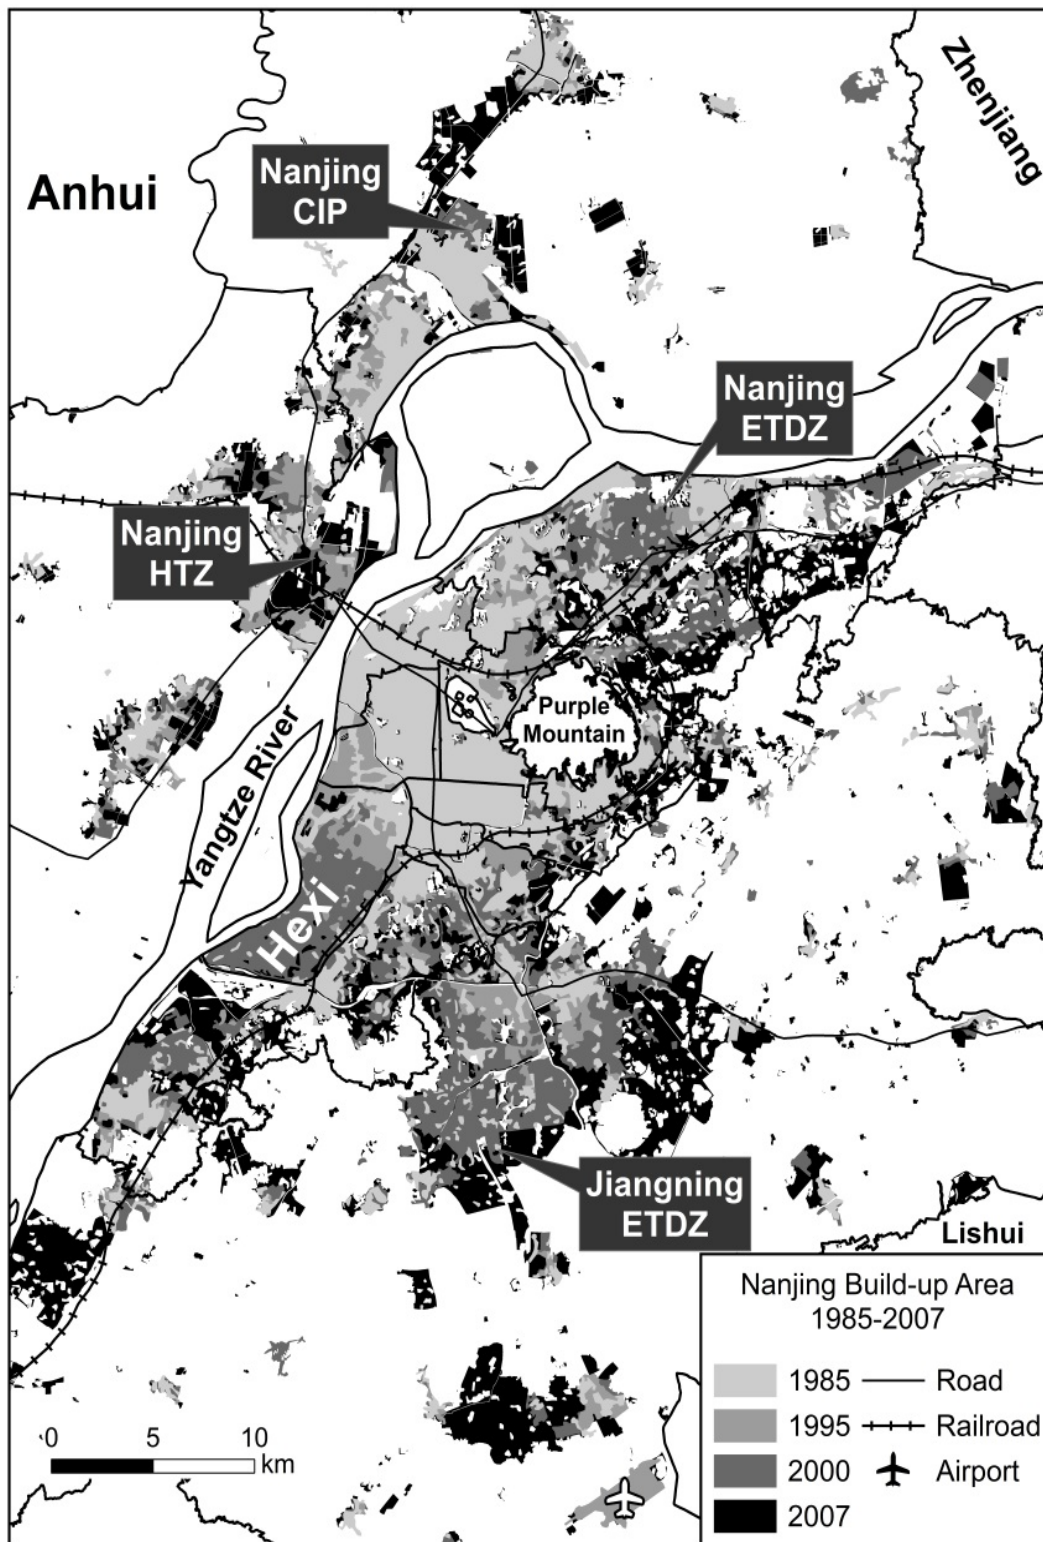 Zhenjiang
Anhui
Nanjing
CIP
Nanjing
ETDZ
Nanjing
HTZ
Purple
Mountain
Yangtze River
Hexi
Jiangning
ETDZ
Lishui
Nanjing Build-up Area
1985-2007
1985 Road
1995 Railroad
2000 Airport
2007
0 5 10
km